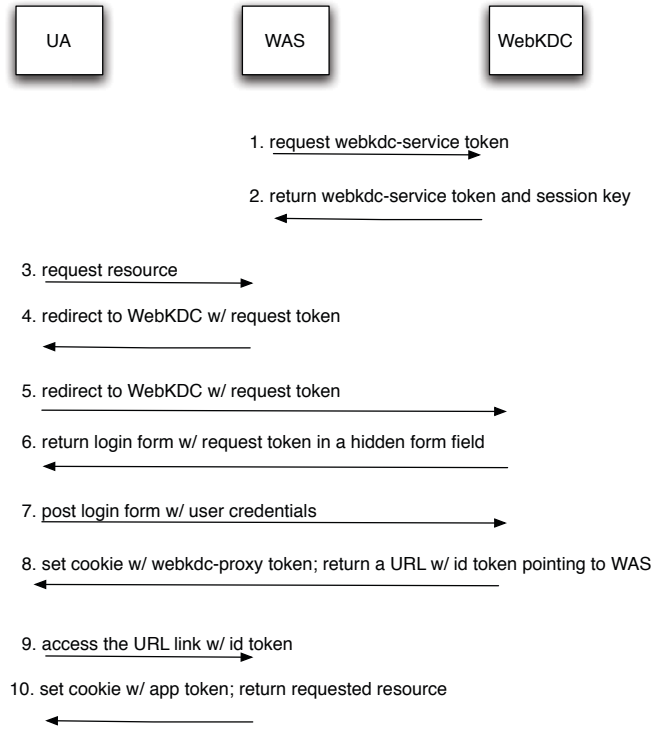 UA
WAS
WebKDC
1. request webkdc-service token
2. return webkdc-service token and session key
3. request resource
4. redirect to WebKDC w/ request token
5. redirect to WebKDC w/ request token
6. return login form w/ request token in a hidden form field
7. post login form w/ user credentials
8. set cookie w/ webkdc-proxy token; return a URL w/ id token pointing to WAS
9. access the URL link w/ id token
10. set cookie w/ app token; return requested resource